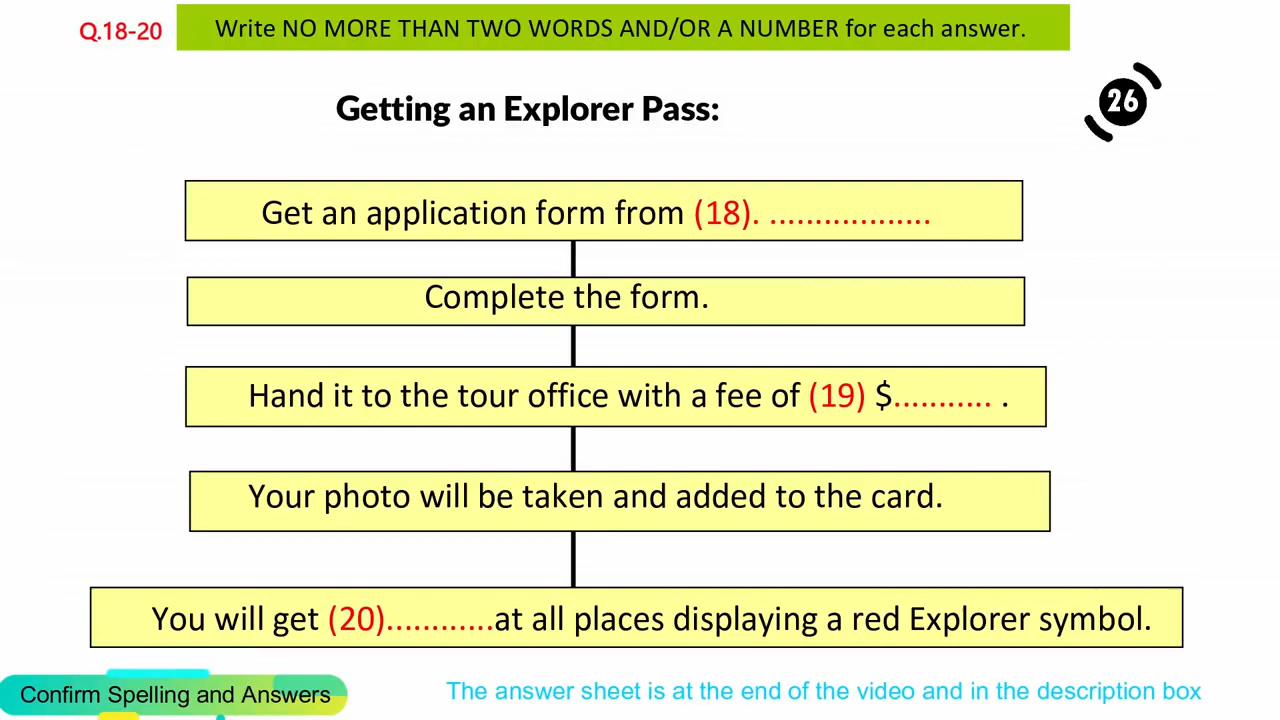 Q.18-20
Write NO MORE THAN TWO WORDS AND/OR A NUMBER for each answer.
26
Getting an Explorer Pass:
Get an application form from (18). ..................
Complete the form.
Hand it to the tour office with a fee of (19) $........... .
Your photo will be taken and added to the card.
You will get (20)............at all places displaying a red Explorer symbol.
Confirm Spelling and Answers
The answer sheet is at the end of the video and in the description box